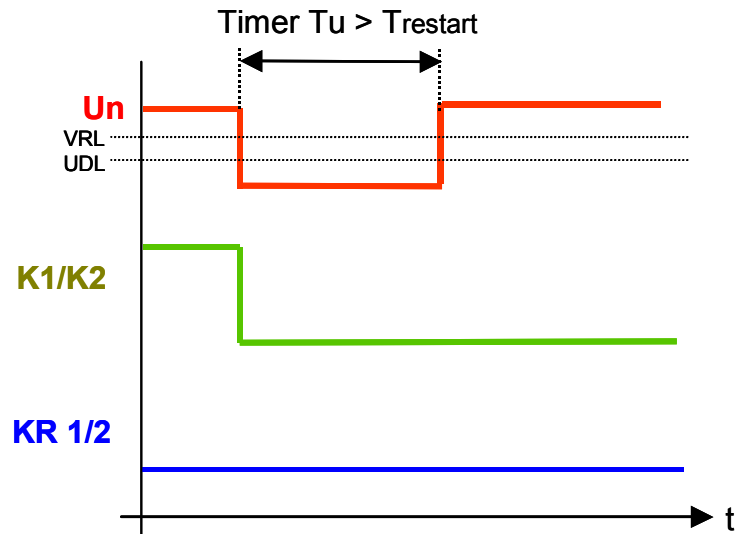 Timer Tu > Trestart
Un
VRL
UDL
K1/K2
KR 1/2
t